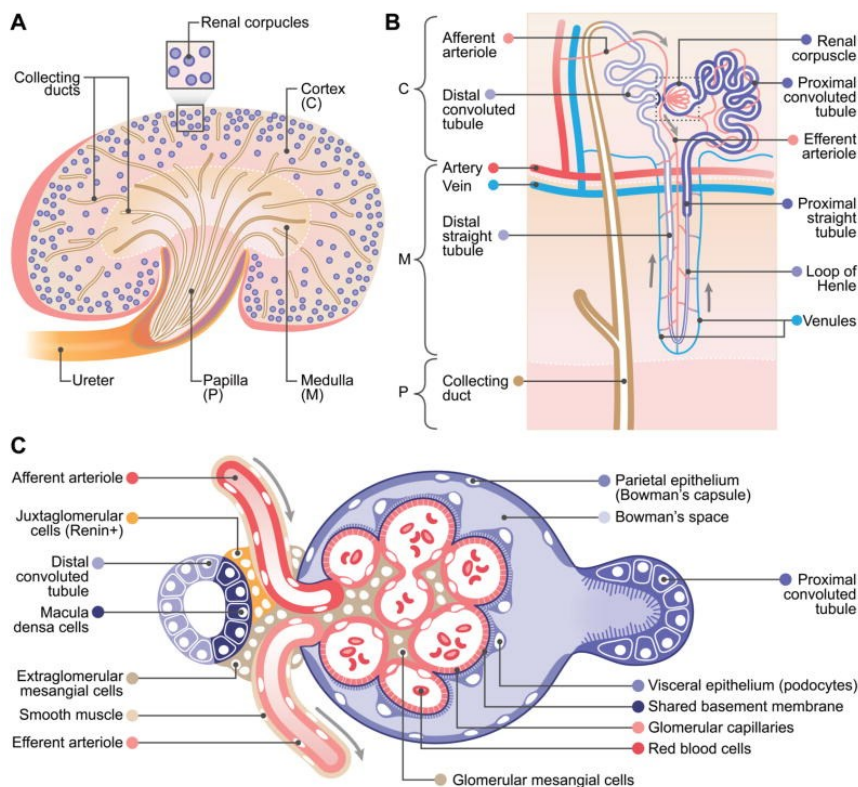 A
Renal corpucles
Collecting
ducts
Cortex
(C)
Ureter
Papilla
(P)
Medulla
(M)
B
C
M
P
Afferent
arteriole
Distal
convoluted
tubule
Artery
Vein
Distal
straight
tubule
Collecting
duct
Renal
corpuscle
Proximal
convoluted
tubule
Efferent
arteriole
Proximal
straight
tubule
Loop of
Henle
Venules
C
Afferent arteriole
Juxtaglomerular
cells (Renin+)
Distal
convoluted
tubule
Macula
densa cells
Extraglomerular
mesangial cells
Smooth muscle
Efferent arteriole
Parietal epithelium
(Bowman's capsule)
Bowman's space
Proximal
convoluted
tubule
Visceral epithelium (podocytes)
Shared basement membrane
Glomerular capillaries
Red blood cells
Glomerular mesangial cells